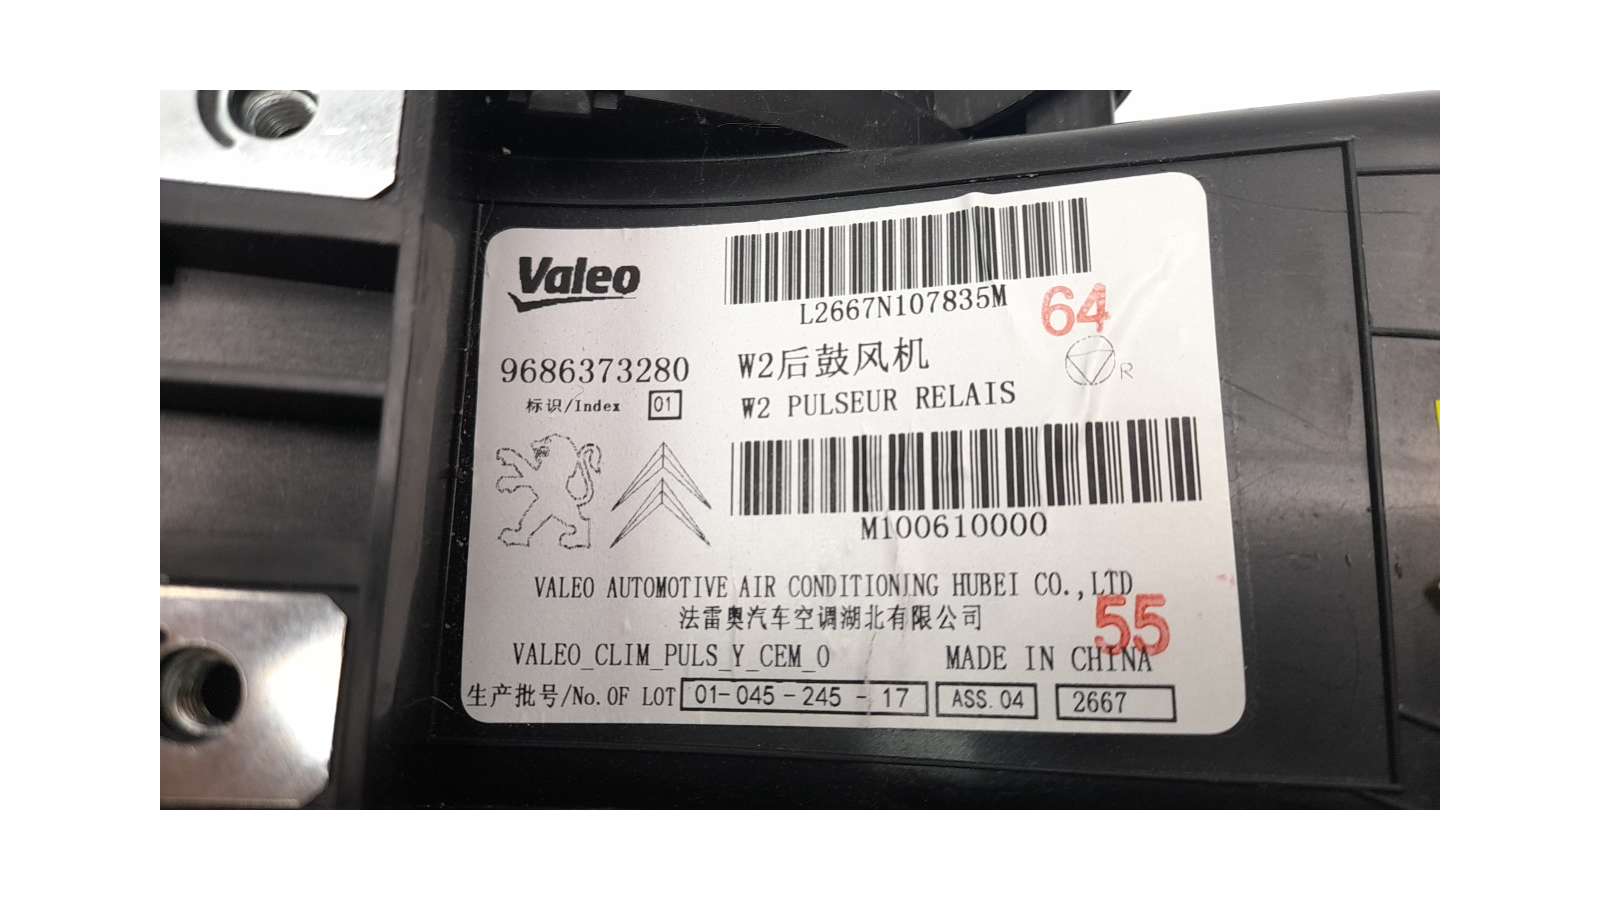 Valeo
L2667N107835M
64
9686373280
W2后鼓风机
R
标识/Index 01
W2 PULSEUR RELAIS
M100610000
VALEO AUTOMOTIVE AIR CONDITIONING HUBEI CO.,LTD
法雷奥汽车空调湖北有限公司
55
VALEO_CLIM_PULS_Y_CEM_O
MADE IN CHINA
生产批号/No. OF LOT 01-045-245-17 ASS. 04 2667